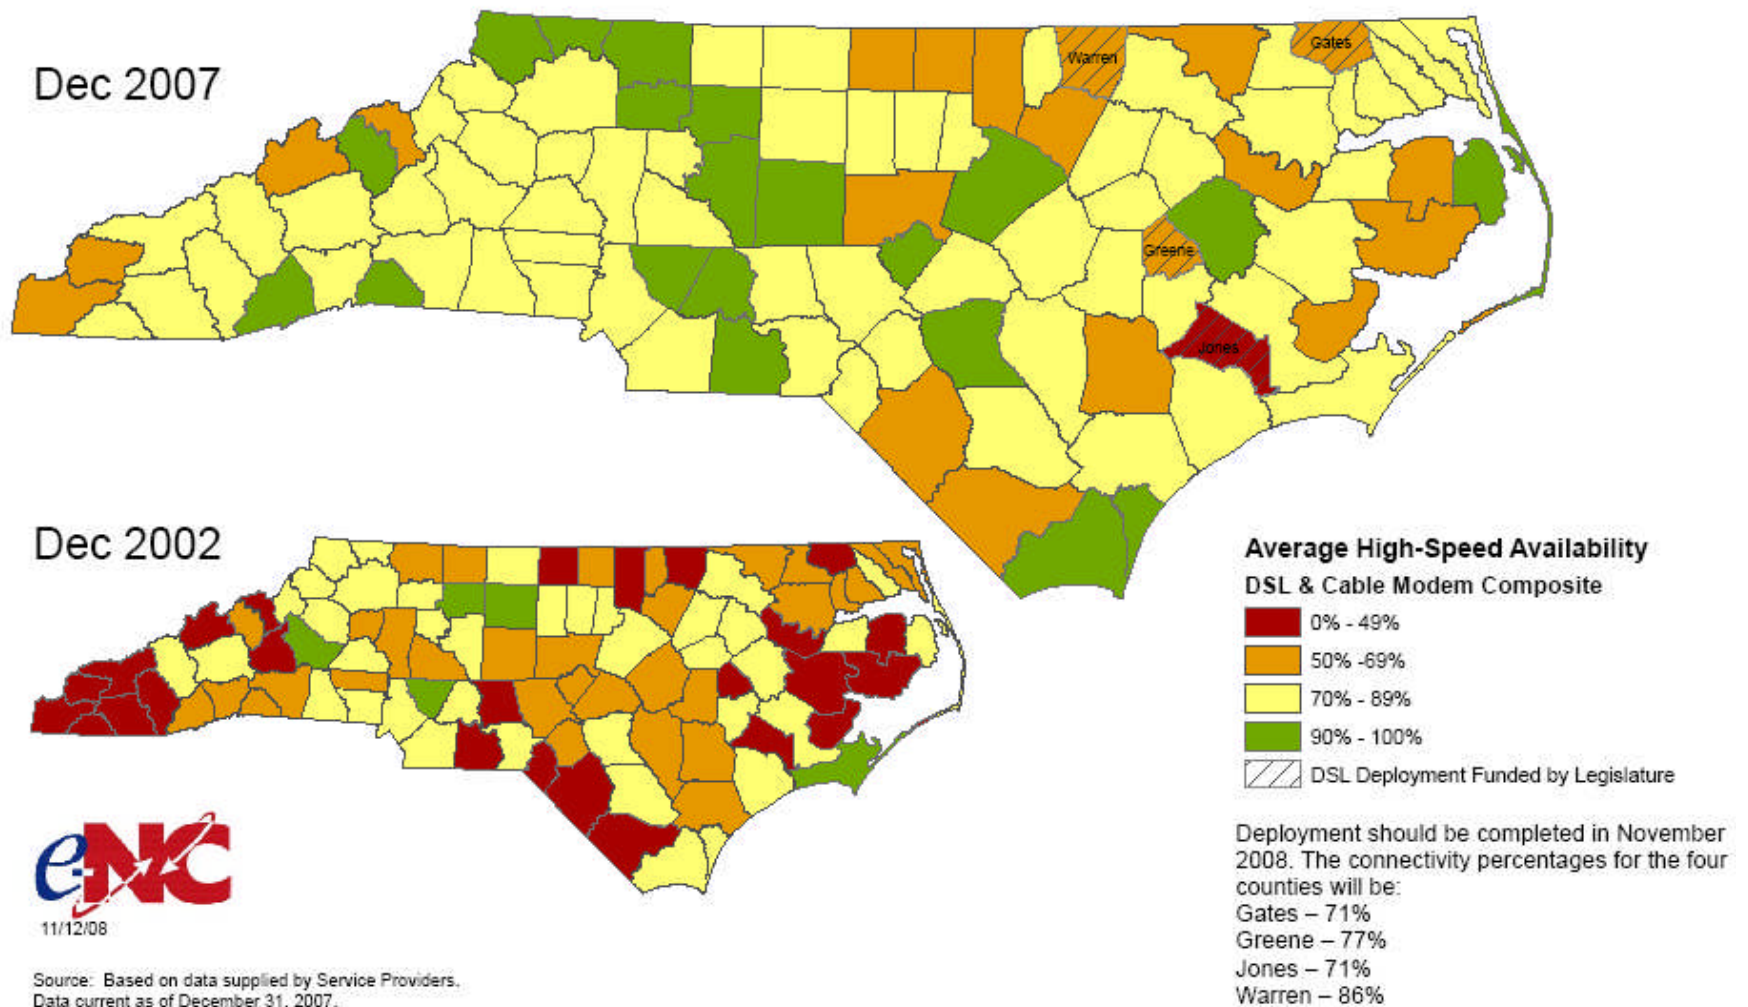 Dec 2007
Warren
Gates
Greene
Jones
Dec 2002
Average High-Speed Availability
DSL & Cable Modem Composite
0% - 49%
50% -69%
70% - 89%
90% - 100%
DSL Deployment Funded by Legislature
Deployment should be completed in November
2008. The connectivity percentages for the four
counties will be:
Gates – 71%
Greene – 77%
Jones – 71%
Warren – 86%
e-NC
11/12/08
Source: Based on data supplied by Service Providers.
Data current as of December 31, 2007.